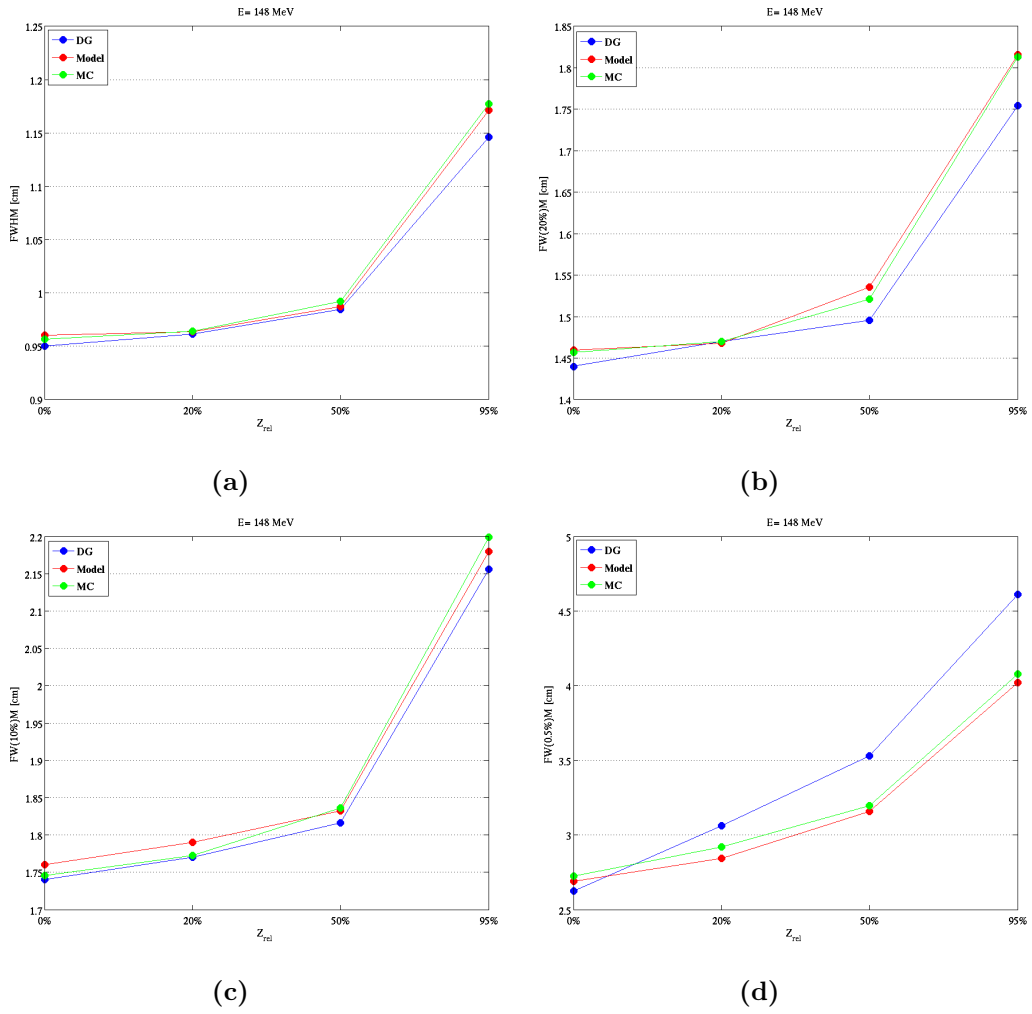 E= 148 MeV
1.25
1.2
1.15
1.1
1.05
1
0.95
0.9
FWHM [cm]
DG
Model
MC
0% 20% 50% 95%
Z_rel
(a)
E= 148 MeV
1.85
1.8
1.75
1.7
1.65
1.6
1.55
1.5
1.45
1.4
FW(20%)M [cm]
DG
Model
MC
0% 20% 50% 95%
Z_rel
(b)
E= 148 MeV
2.2
2.15
2.1
2.05
2
1.95
1.9
1.85
1.8
1.75
1.7
FW(10%)M [cm]
DG
Model
MC
0% 20% 50% 95%
Z_rel
(c)
E= 148 MeV
5
4.5
4
3.5
3
2.5
FW(0.5%)M [cm]
DG
Model
MC
0% 20% 50% 95%
Z_rel
(d)